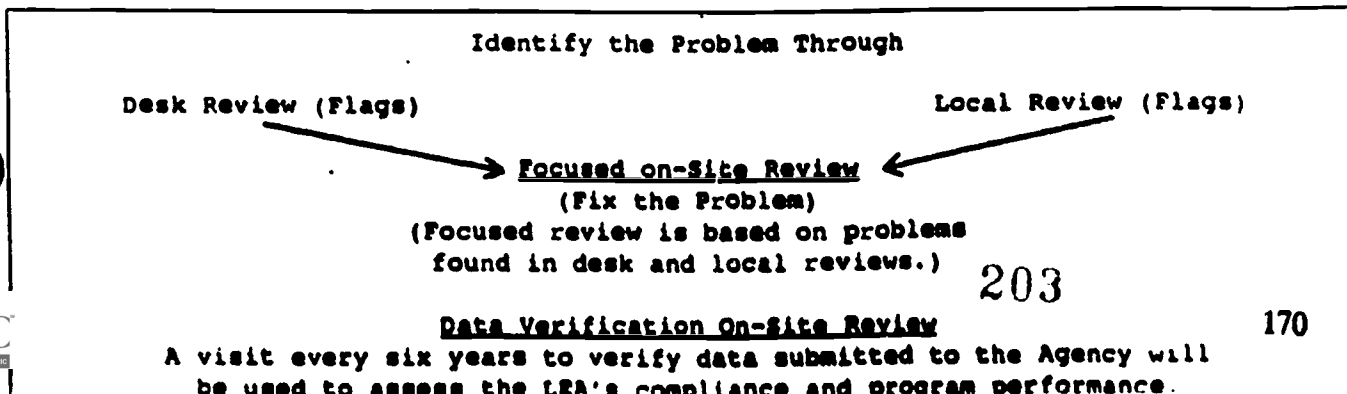 Identify the Problem Through
Desk Review (Flags) Local Review (Flags)
Focused on-Site Review
(Fix the Problem)
(Focused review is based on problems
found in desk and local reviews.)
203
Data Verification On-Site Review 170
A visit every six years to verify data submitted to the Agency will
be used to assess the LEA's compliance and program performance.